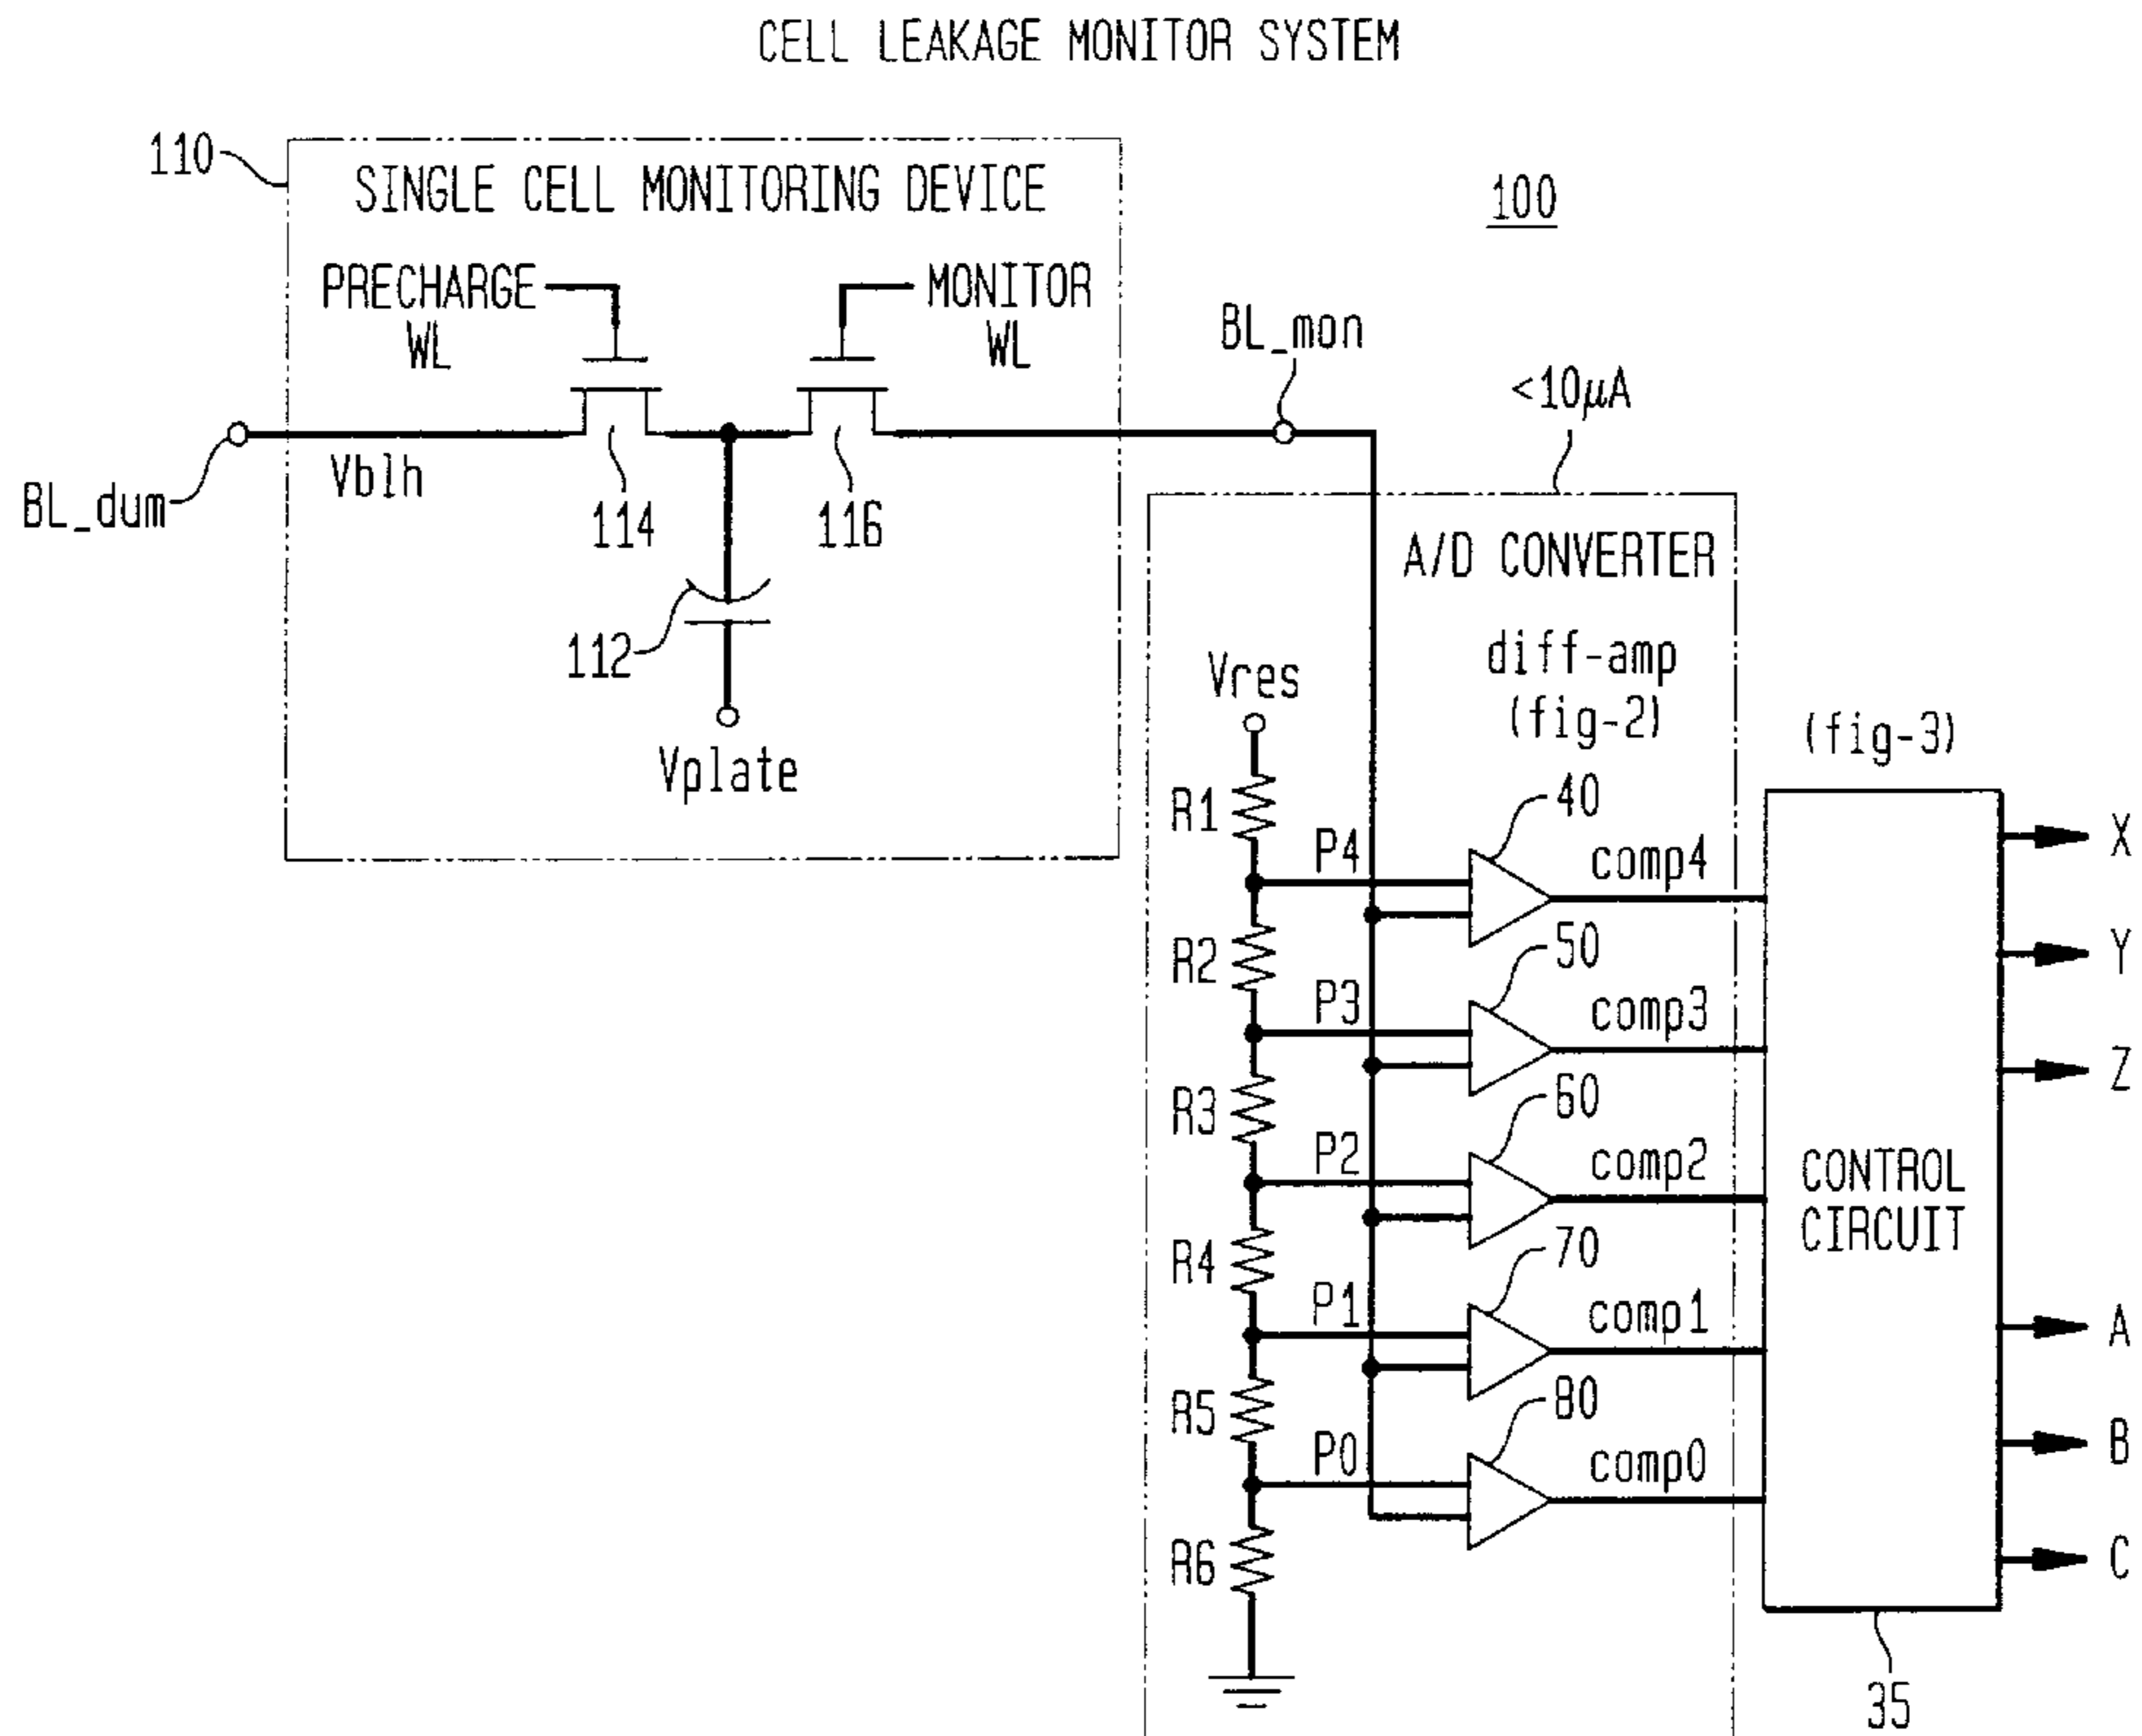 CELL LEAKAGE MONITOR SYSTEM
110
SINGLE CELL MONITORING DEVICE
100
PRECHARGE
WL
MONITOR
WL
BL_mon
<10μA
Vblh
BL_dum
114
116
A/D CONVERTER
112
diff-amp
(fig-2)
Vres
(fig-3)
Vplate
R1
P4
40
comp4
X
R2
50
Y
P3
comp3
Z
R3
60
P2
comp2
CONTROL
CIRCUIT
R4
70
P1
comp1
A
R5
80
B
P0
comp0
R6
C
35